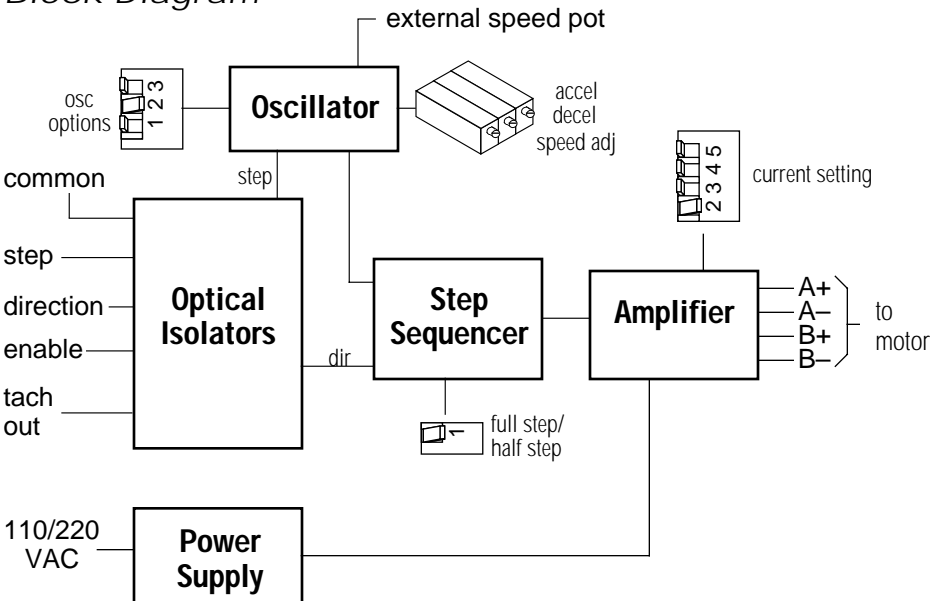 Block Diagram
external speed pot
osc
options
1 2 3
Oscillator
accel
decel
speed adj
2 3 4 5
current setting
common
step
step
direction
enable
tach
out
Optical
Isolators
dir
Step
Sequencer
Amplifier
A+
A–
B+
B–
to
motor
1
full step/
half step
110/220
VAC
Power
Supply